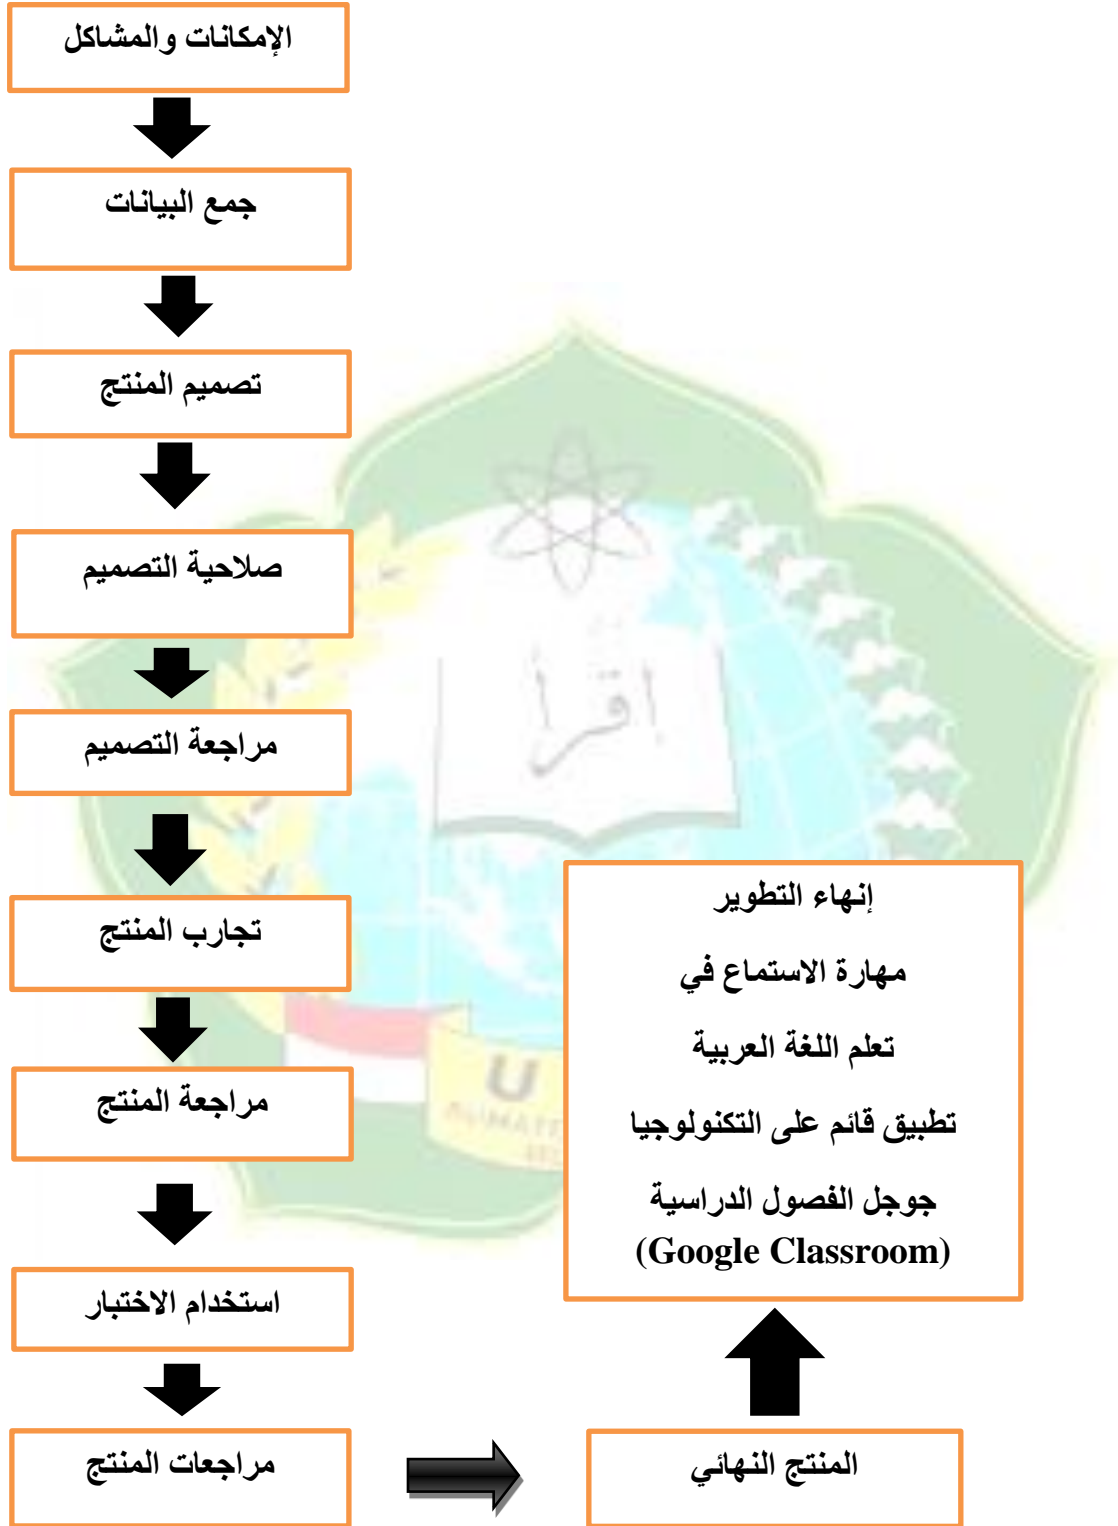 الإمكانات والمشاكل
جمع البيانات
تصميم المنتج
صلاحية التصميم
مراجعة التصميم
تجارب المنتج
مراجعة المنتج
استخدام الاختبار
مراجعات المنتج
المنتج النهائي
إنهاء التطوير
مهارة الاستماع في
تعلم اللغة العربية
تطبيق قائم على التكنولوجيا
جوجل الفصول الدراسية
(Google Classroom)
إقرأ
U